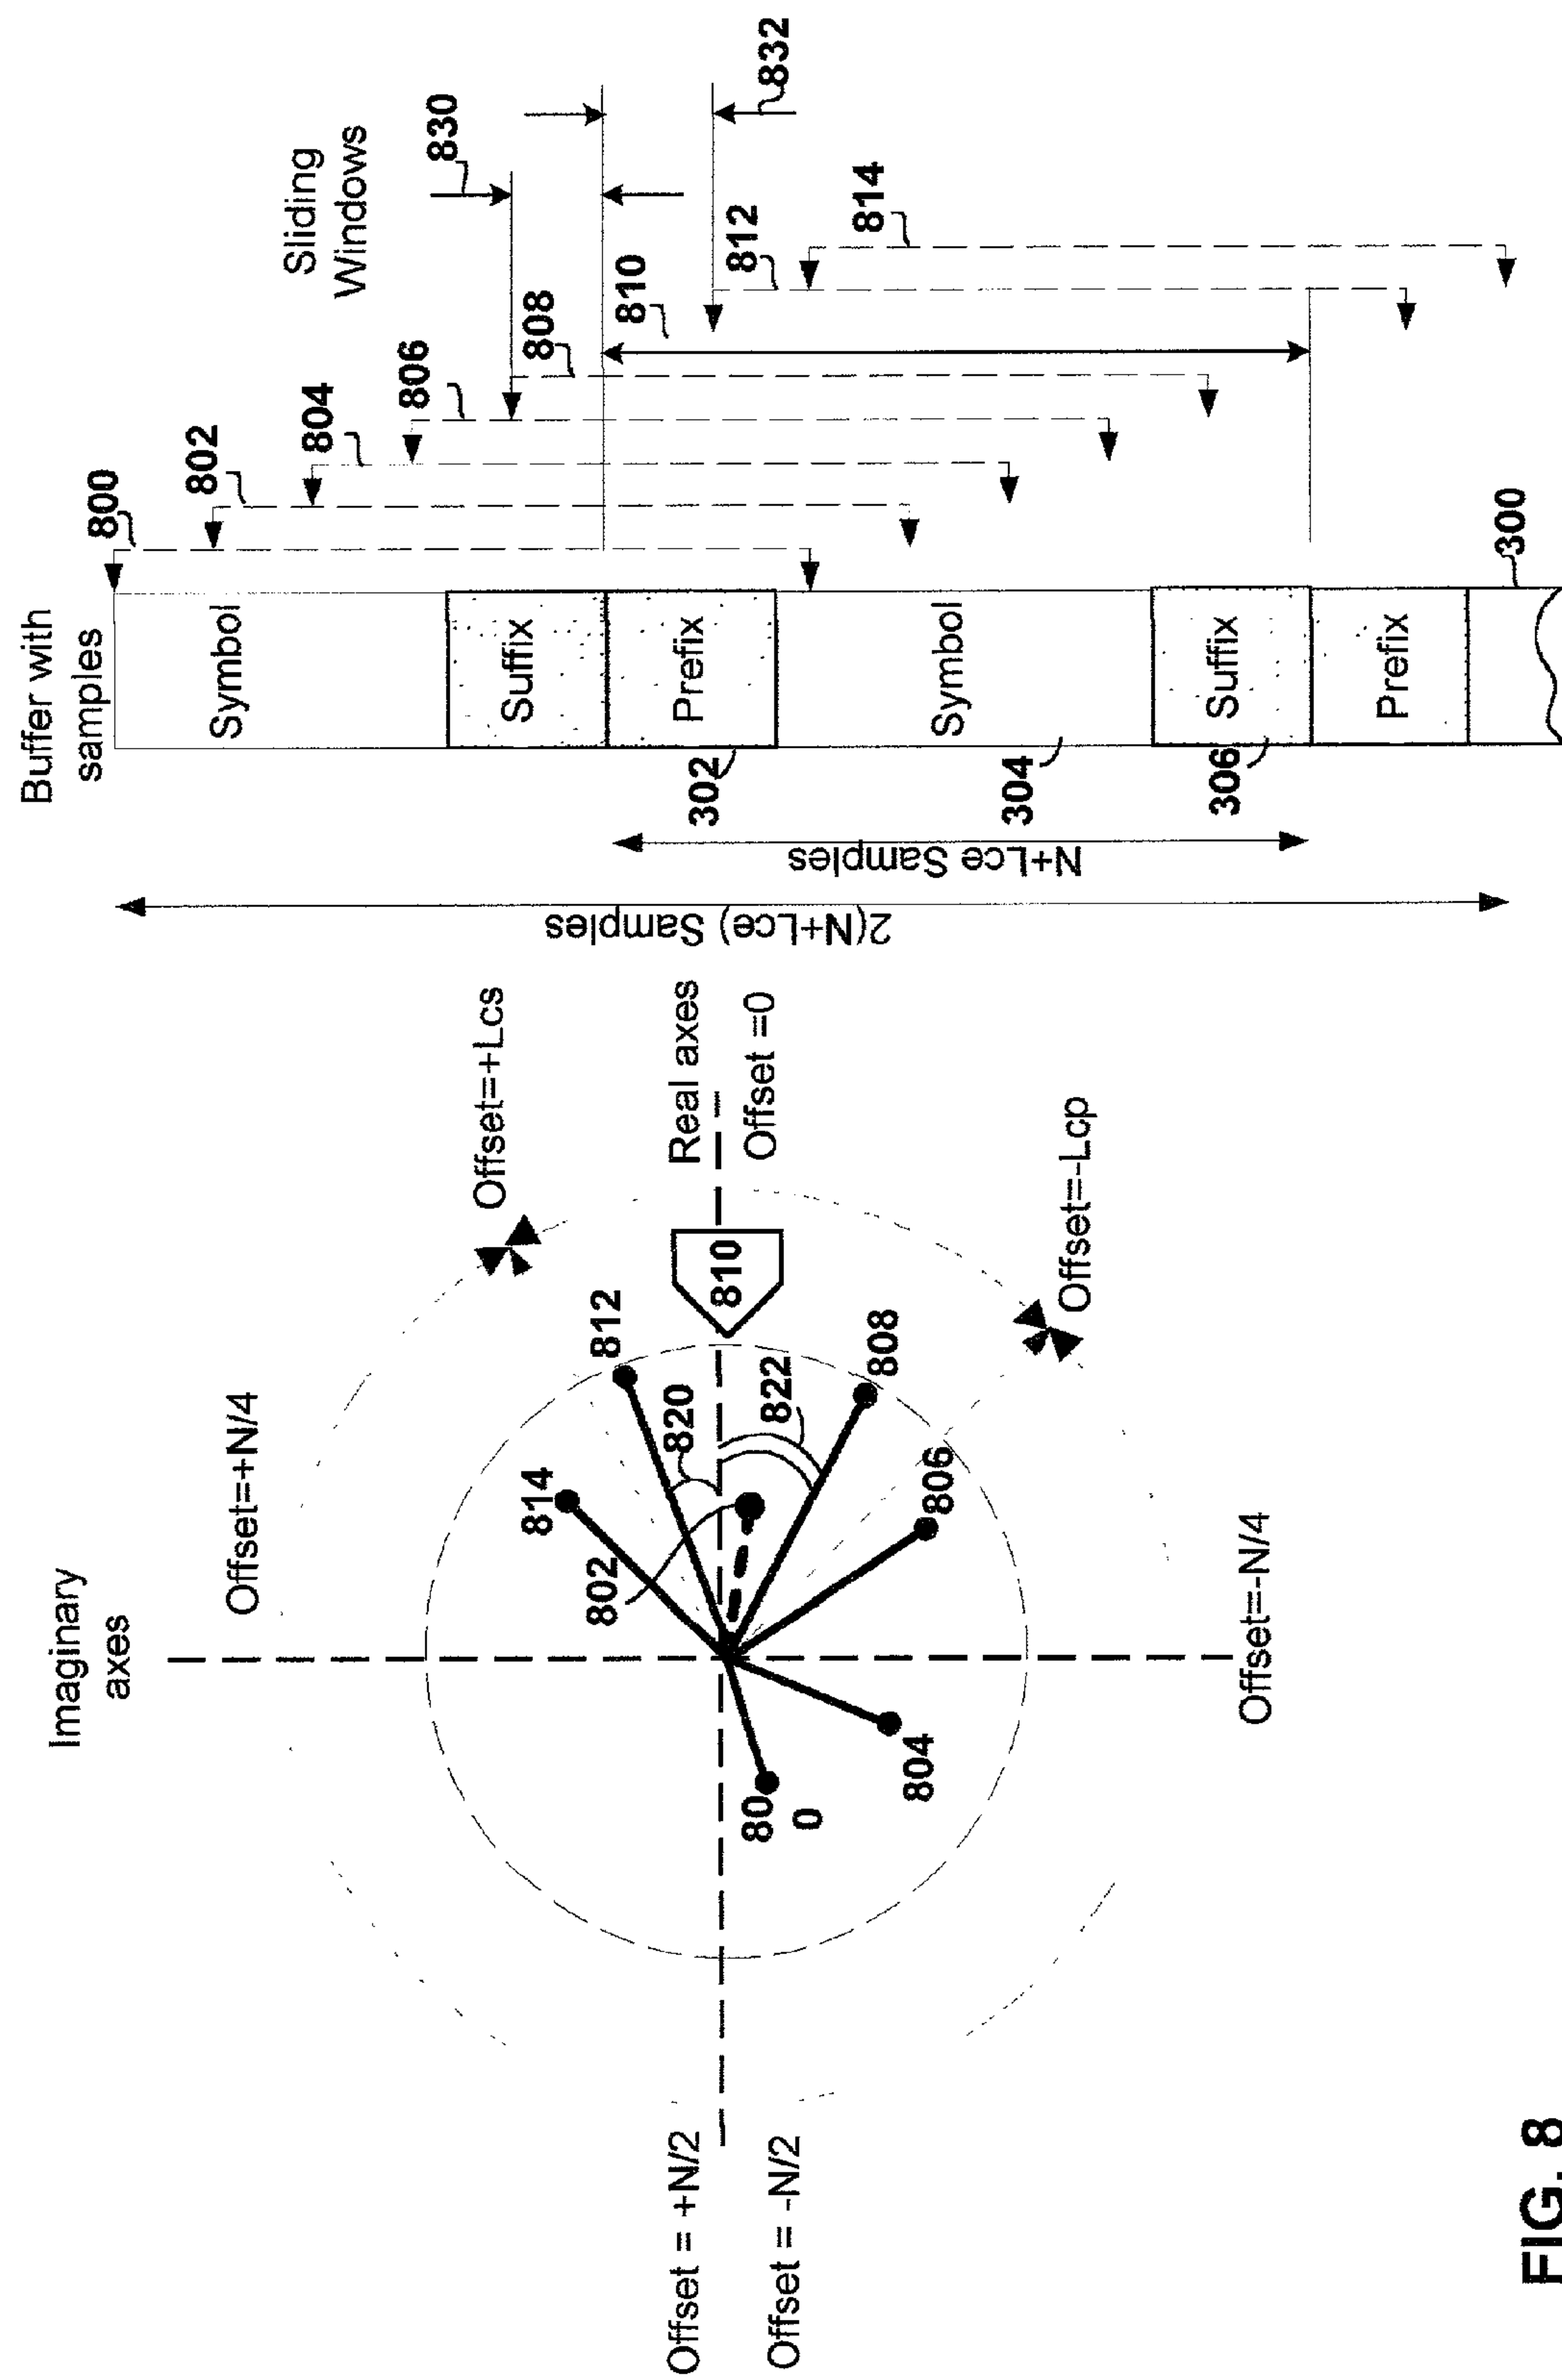 Imaginary
axes
Offset=+N/4
Offset=+Lcs
Real axes
Offset =0
Offset=-Lcp
Offset=-N/4
Offset = +N/2
Offset = -N/2
814
812
802
820
810
822
808
806
804
80
0
Buffer with
samples
Symbol
Suffix
Prefix
Symbol
Suffix
Prefix
302
304
306
300
N+Lce Samples
2(N+Lce) Samples
Sliding
Windows
800
802
804
806
808
810
812
814
830
832
FIG. 8